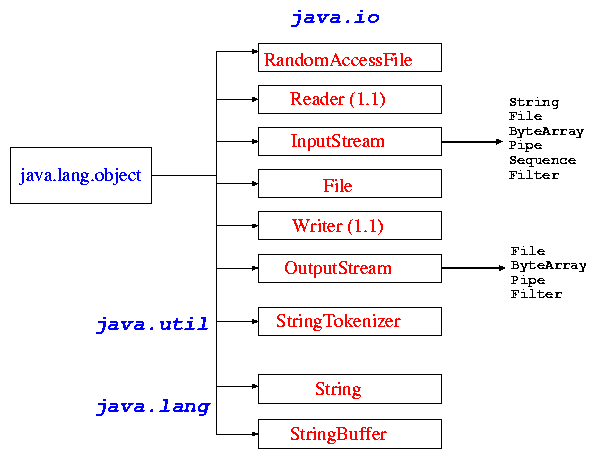 java.io
RandomAccessFile
Reader (1.1)
InputStream
String
File
ByteArray
Pipe
Sequence
Filter
java.lang.object
File
Writer (1.1)
OutputStream
File
ByteArray
Pipe
Filter
java.util
StringTokenizer
java.lang
String
StringBuffer